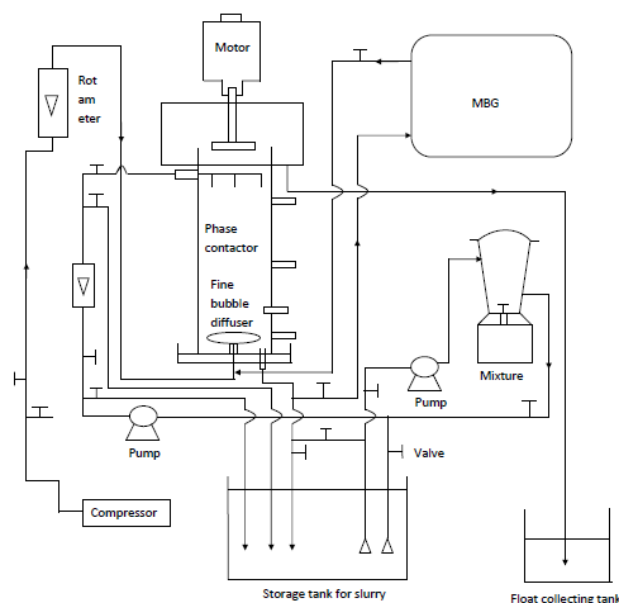 Motor
Rot
am
eter
MBG
Phase
contactor
Fine
bubble
diffuser
Mixture
Pump
Pump
Valve
Compressor
Storage tank for slurry
Float collecting tank